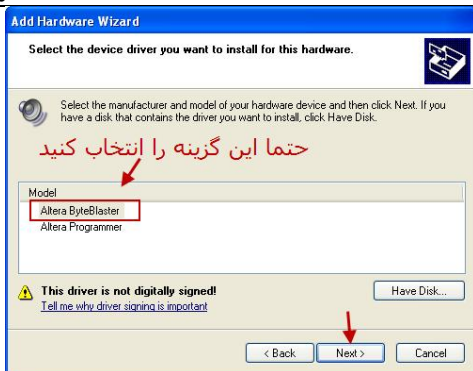 Add Hardware Wizard
Select the device driver you want to install for this hardware.
Select the manufacturer and model of your hardware device and then click Next. If you
have a disk that contains the driver you want to install, click Have Disk.
حتما این گزینه را انتخاب کنید
Model
Altera ByteBlaster
Altera Programmer
This driver is not digitally signed!
Have Disk...
Tell me why driver signing is important
< Back
Next >
Cancel